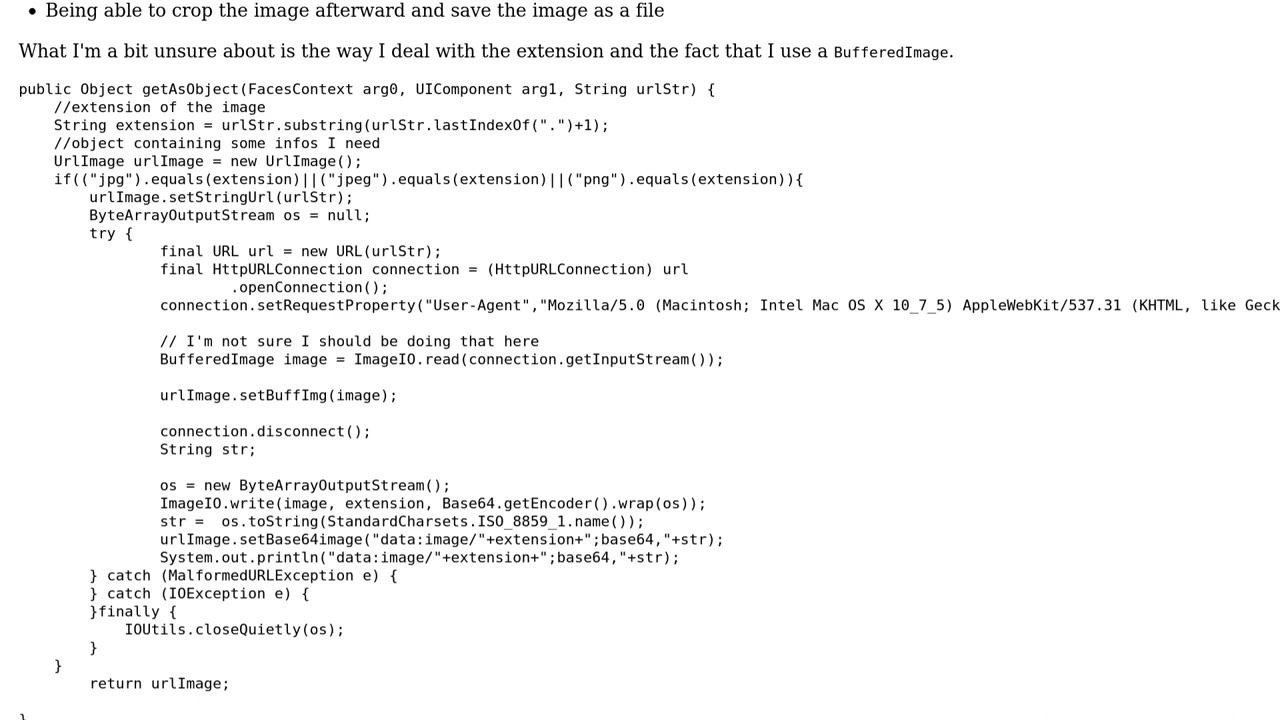 Being able to crop the image afterward and save the image as a file
What I'm a bit unsure about is the way I deal with the extension and the fact that I use a BufferedImage.
public Object getAsObject(FacesContext arg0, UIComponent arg1, String urlStr) {
    //extension of the image
    String extension = urlStr.substring(urlStr.lastIndexOf(".")+1);
    //object containing some infos I need
    UrlImage urlImage = new UrlImage();
    if(("jpg").equals(extension)||("jpeg").equals(extension)||("png").equals(extension)){
        urlImage.setStringUrl(urlStr);
        ByteArrayOutputStream os = null;
        try {
                final URL url = new URL(urlStr);
                final HttpURLConnection connection = (HttpURLConnection) url
                        .openConnection();
                connection.setRequestProperty("User-Agent","Mozilla/5.0 (Macintosh; Intel Mac OS X 10_7_5) AppleWebKit/537.31 (KHTML, like Geck
                // I'm not sure I should be doing that here
                BufferedImage image = ImageIO.read(connection.getInputStream());
                urlImage.setBuffImg(image);
                connection.disconnect();
                String str;
                os = new ByteArrayOutputStream();
                ImageIO.write(image, extension, Base64.getEncoder().wrap(os));
                str =  os.toString(StandardCharsets.ISO_8859_1.name());
                urlImage.setBase64image("data:image/"+extension+";base64,"+str);
                System.out.println("data:image/"+extension+";base64,"+str);
        } catch (MalformedURLException e) {
        } catch (IOException e) {
        }finally {
            IOUtils.closeQuietly(os);
        }
    }
        return urlImage;
}